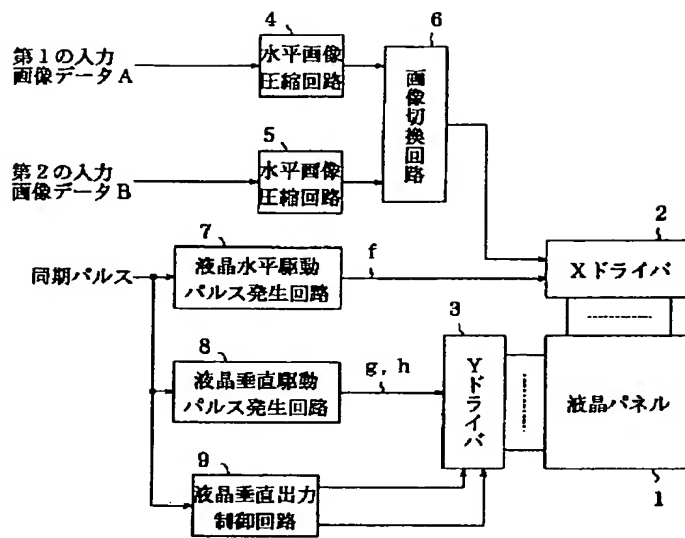 4
6
第1の入力
画像データA
水平画像
圧縮回路
画像切換回路
5
第2の入力
画像データB
水平画像
圧縮回路
7
2
同期パルス
液晶水平駆動
パルス発生回路
f
Xドライバ
3
8
液晶垂直駆動
パルス発生回路
g, h
Yドライバ
液晶パネル
9
液晶垂直出力
制御回路
1